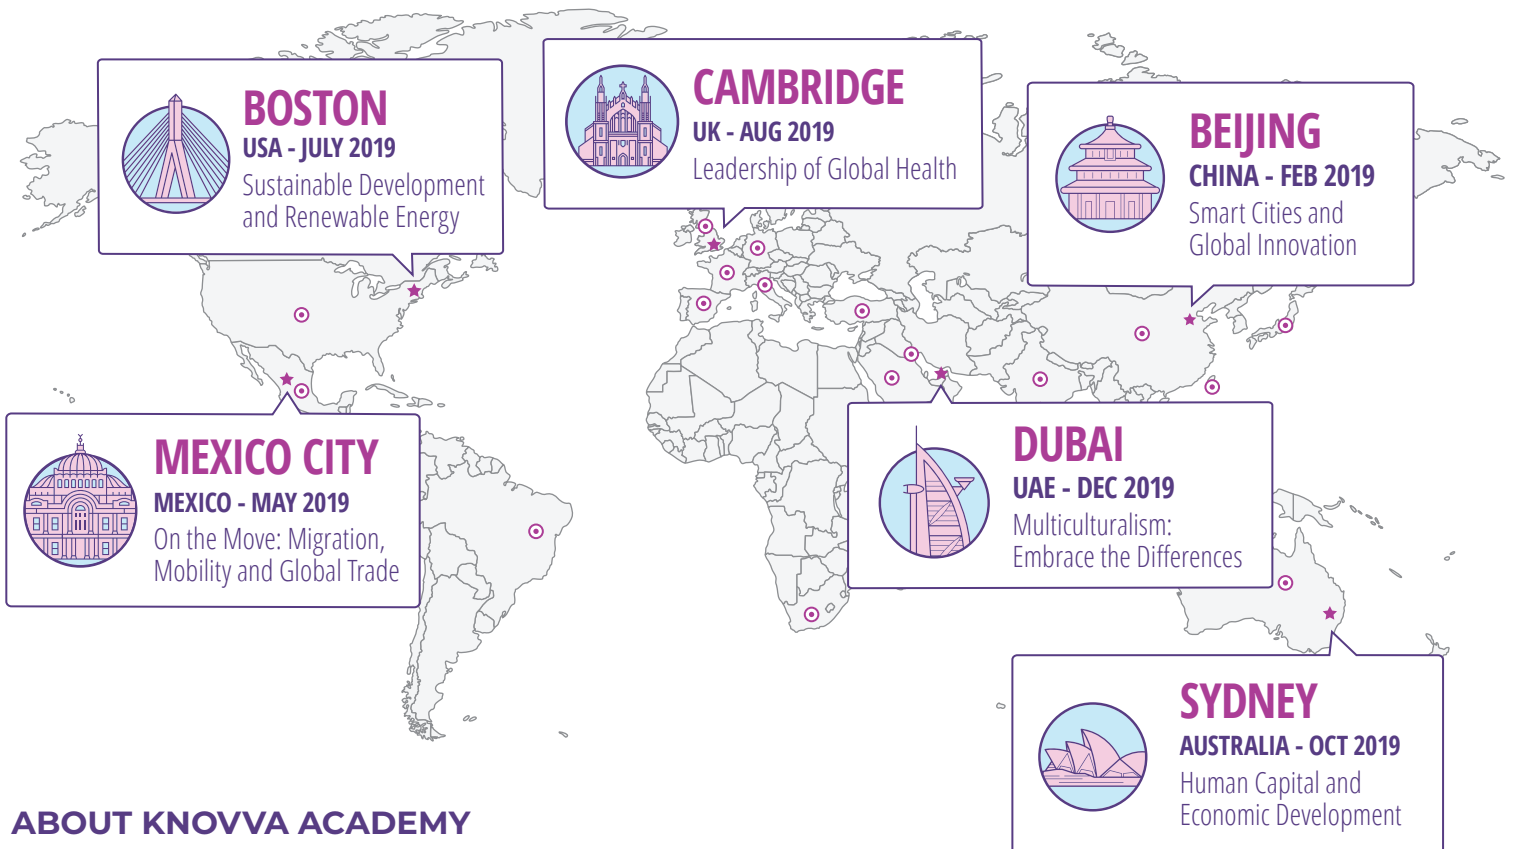 BOSTON
USA - JULY 2019
Sustainable Development
and Renewable Energy
CAMBRIDGE
UK - AUG 2019
Leadership of Global Health
BEIJING
CHINA - FEB 2019
Smart Cities and
Global Innovation
MEXICO CITY
MEXICO - MAY 2019
On the Move: Migration,
Mobility and Global Trade
DUBAI
UAE - DEC 2019
Multiculturalism:
Embrace the Differences
SYDNEY
AUSTRALIA - OCT 2019
Human Capital and
Economic Development
ABOUT KNOVVA ACADEMY